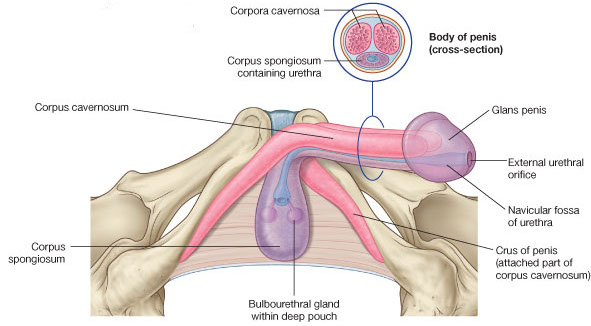 Corpora cavernosa
Body of penis
(cross-section)
Corpus spongiosum
containing urethra
Corpus cavernosum
Glans penis
External urethral
orifice
Navicular fossa
of urethra
Corpus
spongiosum
Crus of penis
(attached part of
corpus cavernosum)
Bulbourethral gland
within deep pouch